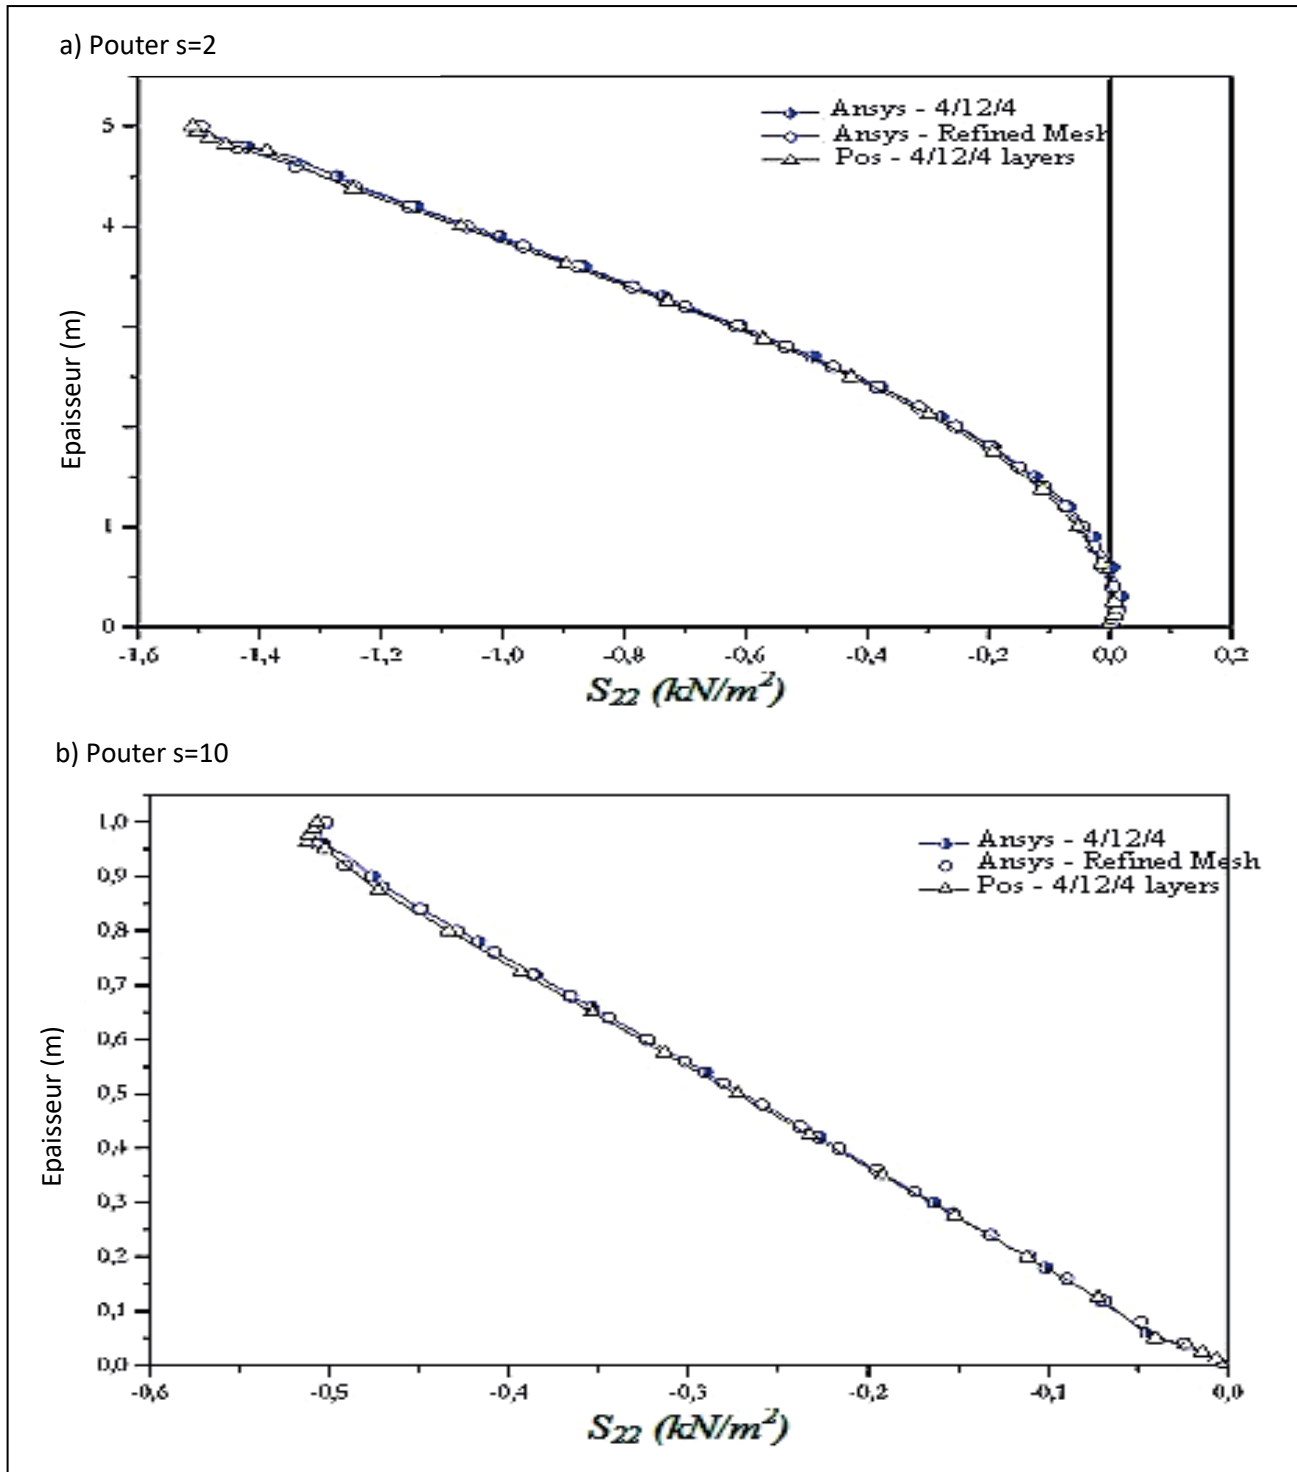 a) Pouter s=2
Ansys - 4/12/4
Ansys - Refined Mesh
Pos - 4/12/4 layers
5
4
1
0
Epaisseur (m)
-1,6 -1,4 -1,2 -1,0 -0,8 -0,6 -0,4 -0,2 0,0 0,2
S22 (kN/m²)
b) Pouter s=10
Ansys - 4/12/4
Ansys - Refined Mesh
Pos - 4/12/4 layers
1,0
0,9
0,8
0,7
0,6
0,5
0,4
0,3
0,2
0,1
0,0
Epaisseur (m)
-0,6 -0,5 -0,4 -0,3 -0,2 -0,1 0,0
S22 (kN/m²)